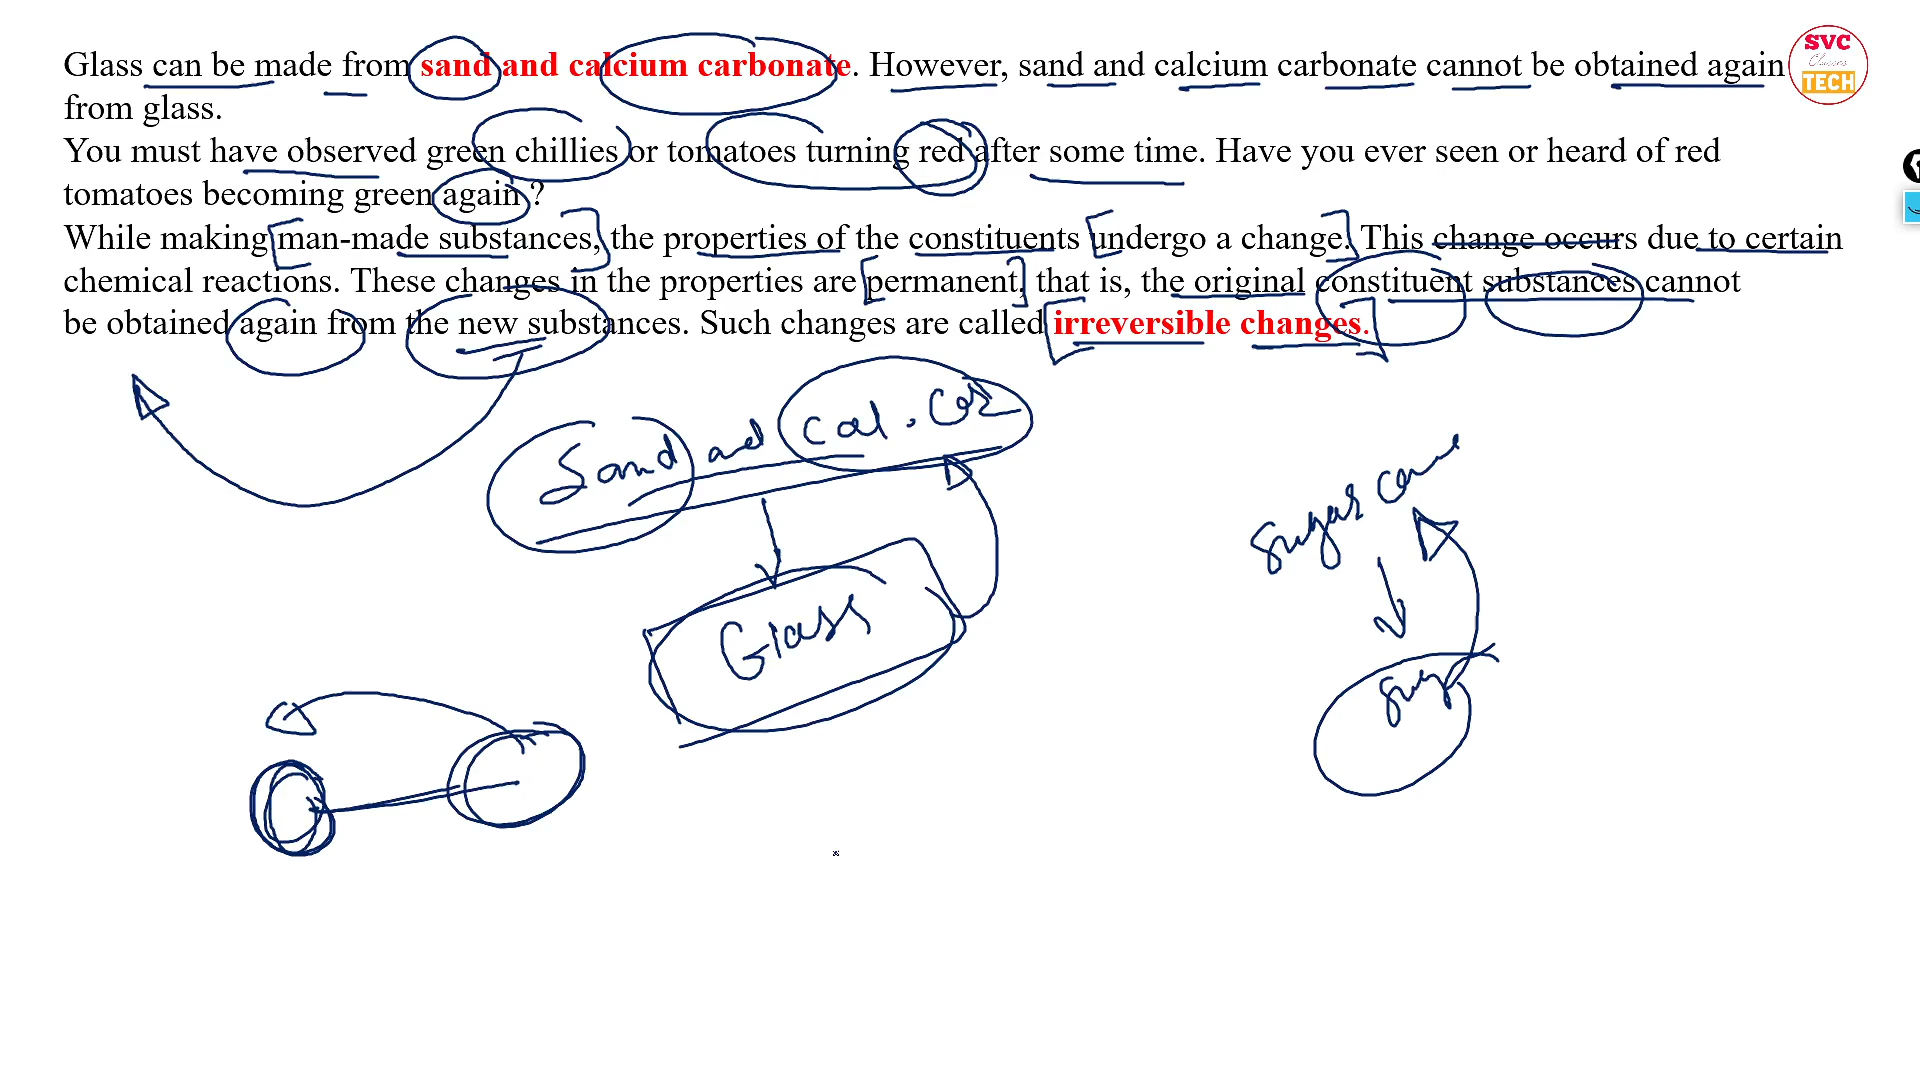 Glass can be made from sand and calcium carbonate. However, sand and calcium carbonate cannot be obtained again
from glass.
You must have observed green chillies or tomatoes turning red after some time. Have you ever seen or heard of red
tomatoes becoming green again ?
While making man-made substances, the properties of the constituents undergo a change. This change occurs due to certain
chemical reactions. These changes in the properties are permanent, that is, the original constituent substances cannot
be obtained again from the new substances. Such changes are called irreversible changes.
SVC
Classes
TECH
Sand and Cal. Car
Glass
Sugar cane